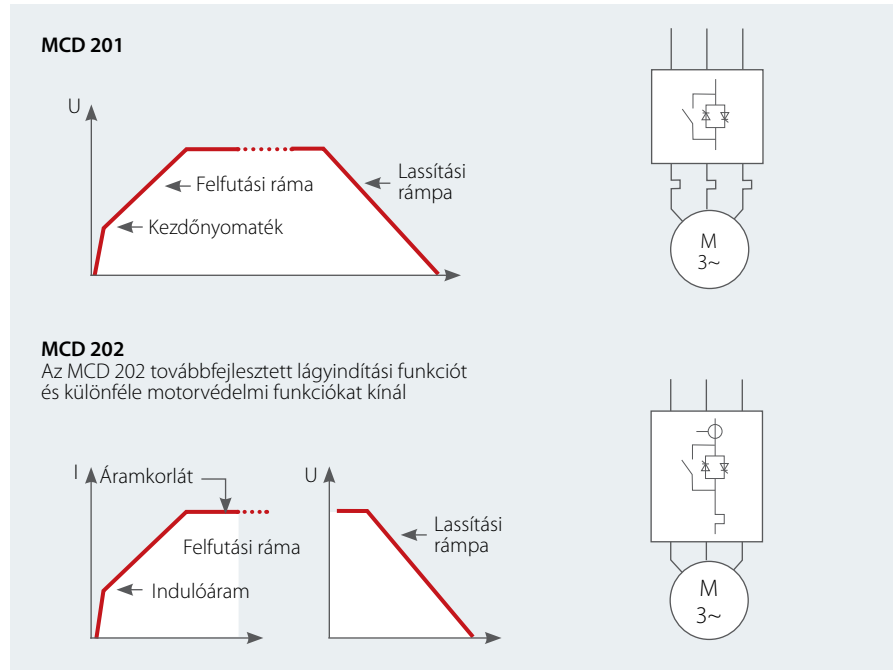 MCD 201
U
Felfutási ráma
Kezdőnyomaték
Lassítási
rámpa
M
3~
MCD 202
Az MCD 202 továbbfejlesztett lágyindítási funkciót
és különféle motorvédelmi funkciókat kínál
I
Áramkorlát
Felfutási ráma
Indulóáram
U
Lassítási
rámpa
M
3~